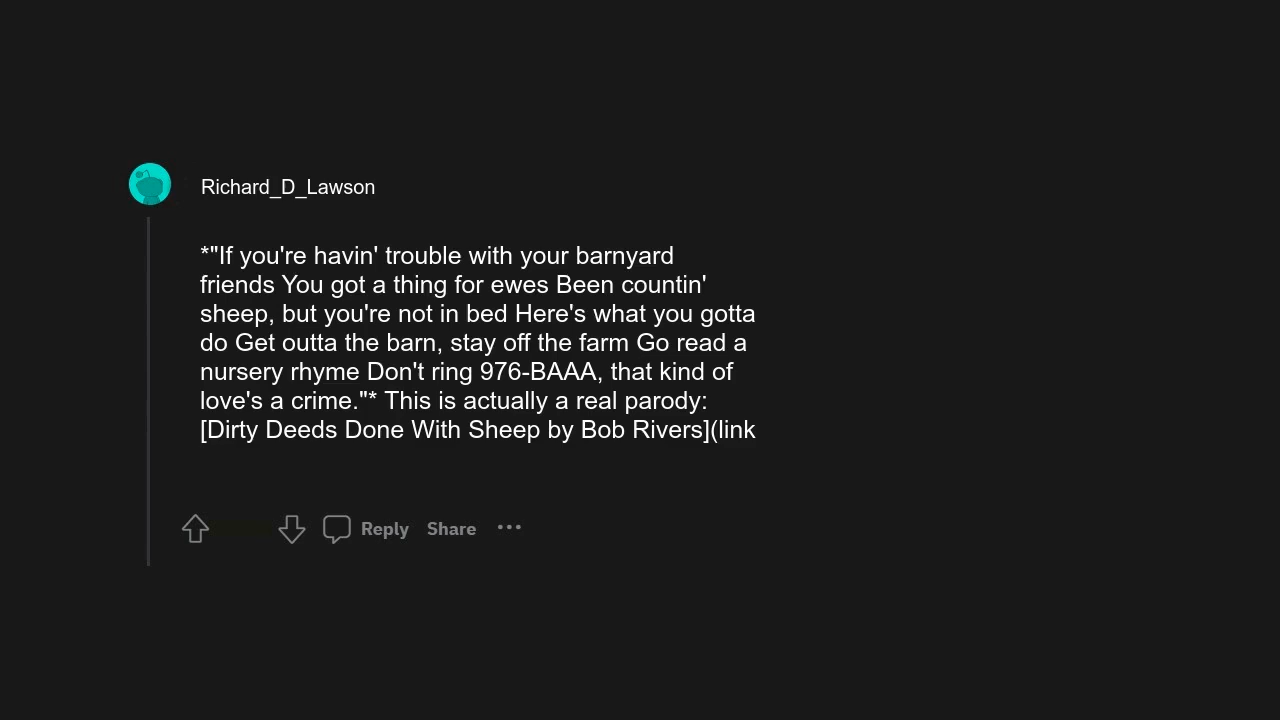 Richard_D_Lawson
*"If you're havin' trouble with your barnyard
friends You got a thing for ewes Been countin'
sheep, but you're not in bed Here's what you gotta
do Get outta the barn, stay off the farm Go read a
nursery rhyme Don't ring 976-BAAA, that kind of
love's a crime."* This is actually a real parody:
[Dirty Deeds Done With Sheep by Bob Rivers](link
Reply Share